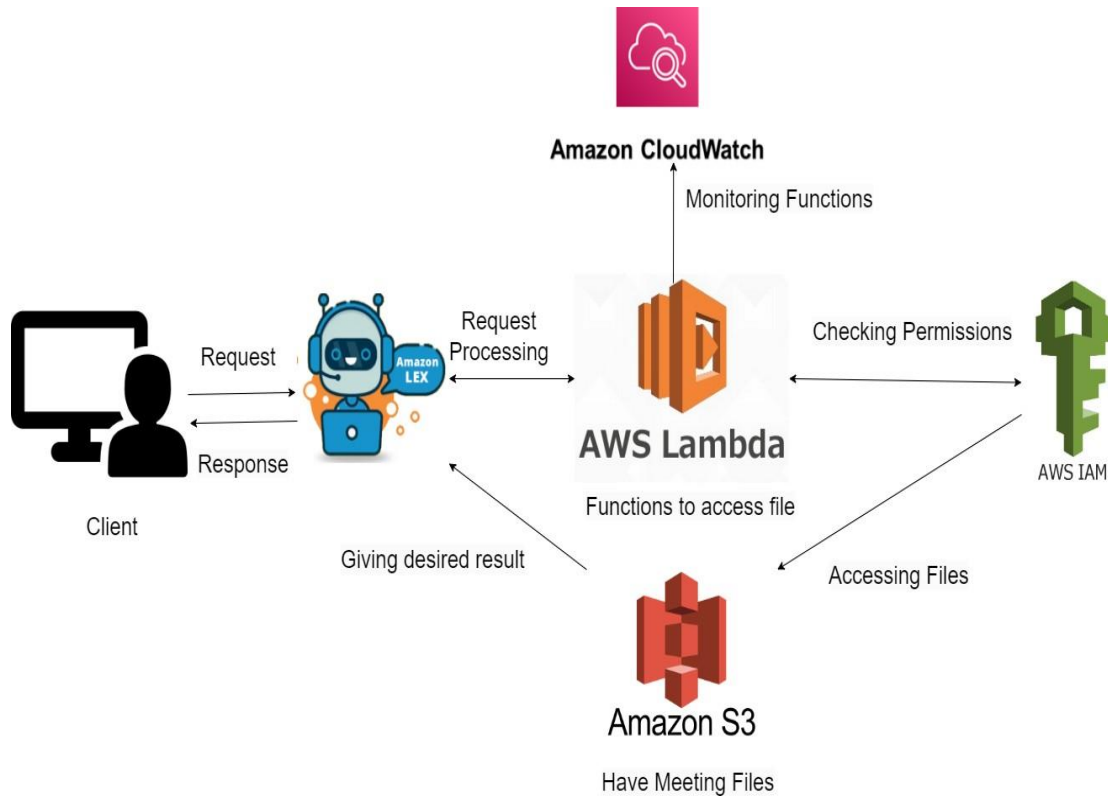 Amazon CloudWatch
Monitoring Functions
Request
Amazon
LEX
Request
Processing
Checking Permissions
Response
AWS Lambda
AWS IAM
Functions to access file
Client
Giving desired result
Accessing Files
Amazon S3
Have Meeting Files